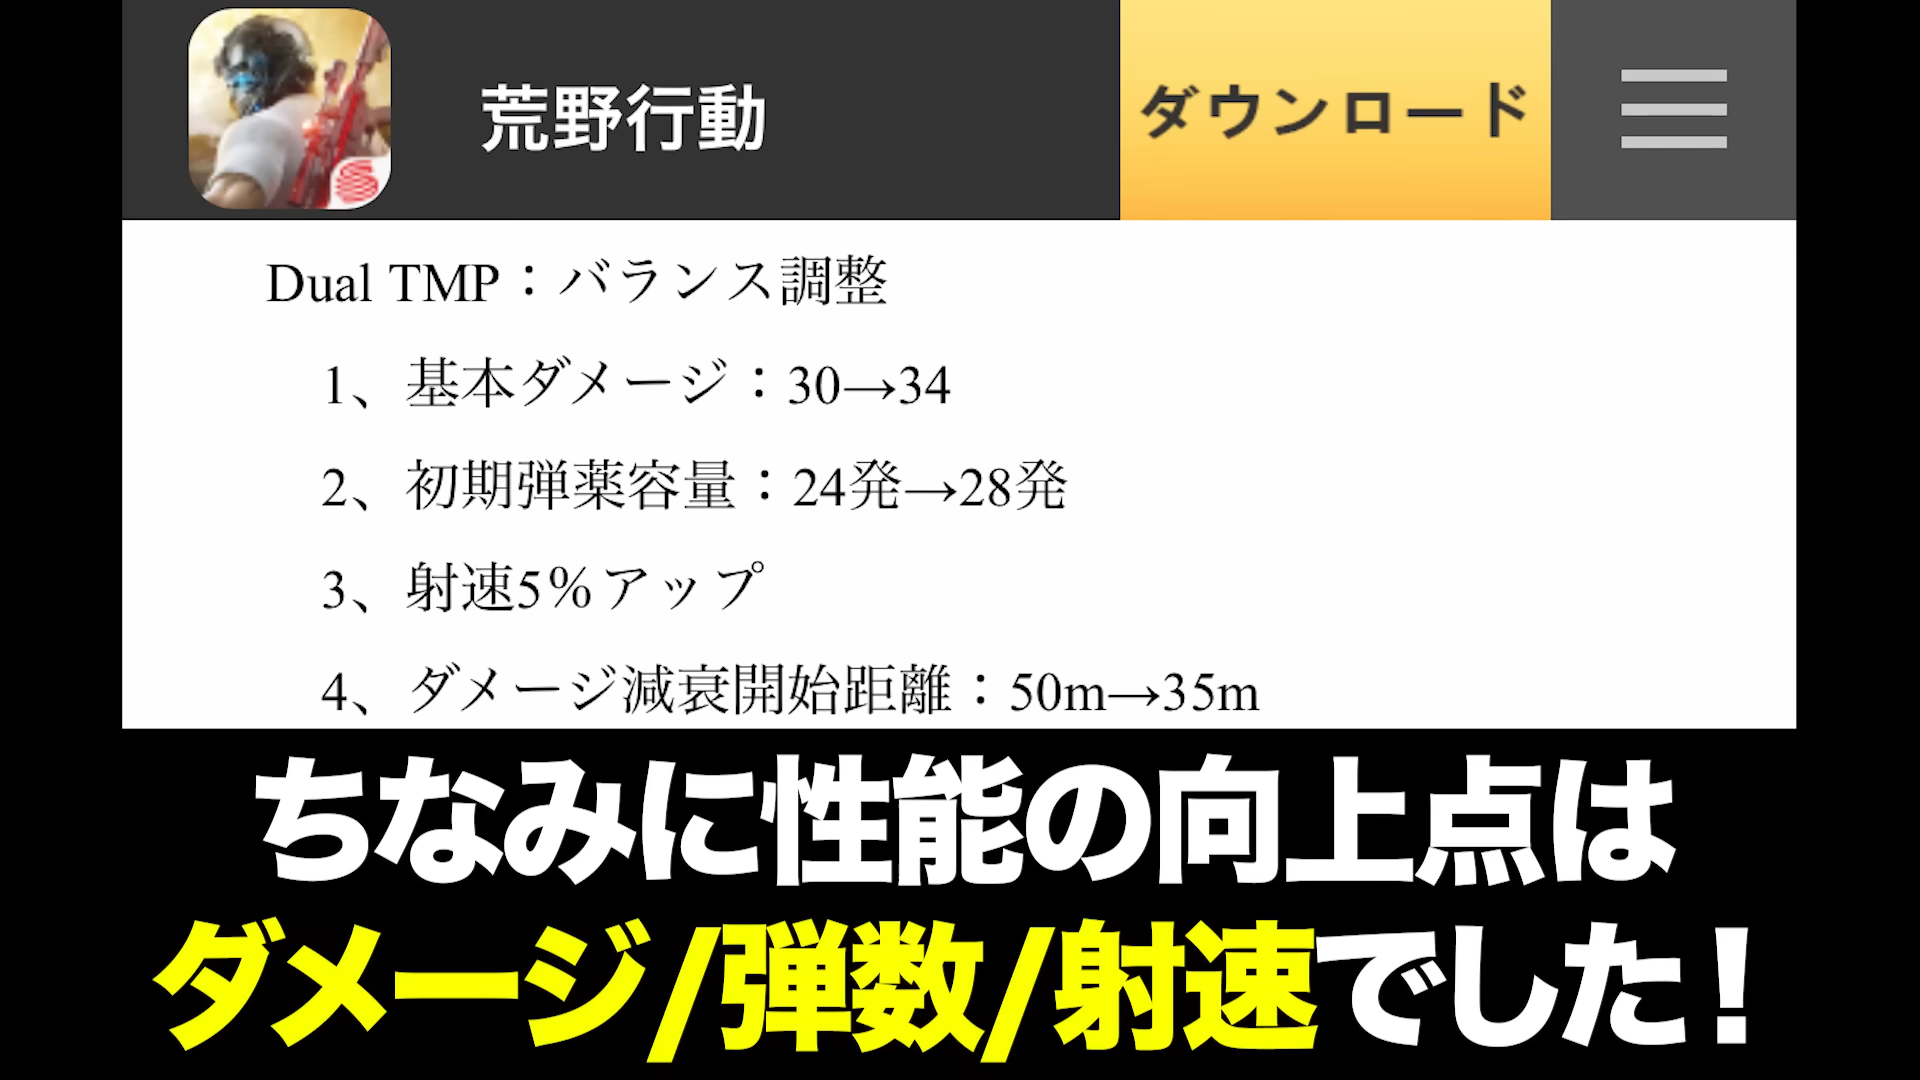 荒野行動
ダウンロード
Dual TMP：バランス調整
1、基本ダメージ：30→34
2、初期弾薬容量：24発→28発
3、射速5%アップ
4、ダメージ減衰開始距離：50m→35m
ちなみに性能の向上点は
ダメージ/弾数/射速でした！